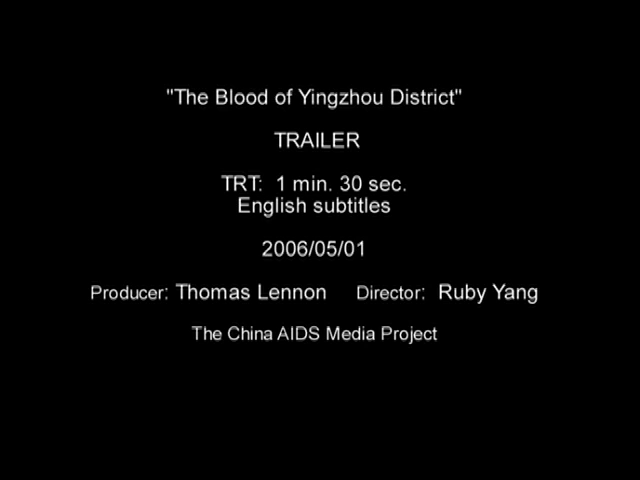 "The Blood of Yingzhou District"
TRAILER
TRT: 1 min. 30 sec.
English subtitles
2006/05/01
Producer: Thomas Lennon Director: Ruby Yang
The China AIDS Media Project